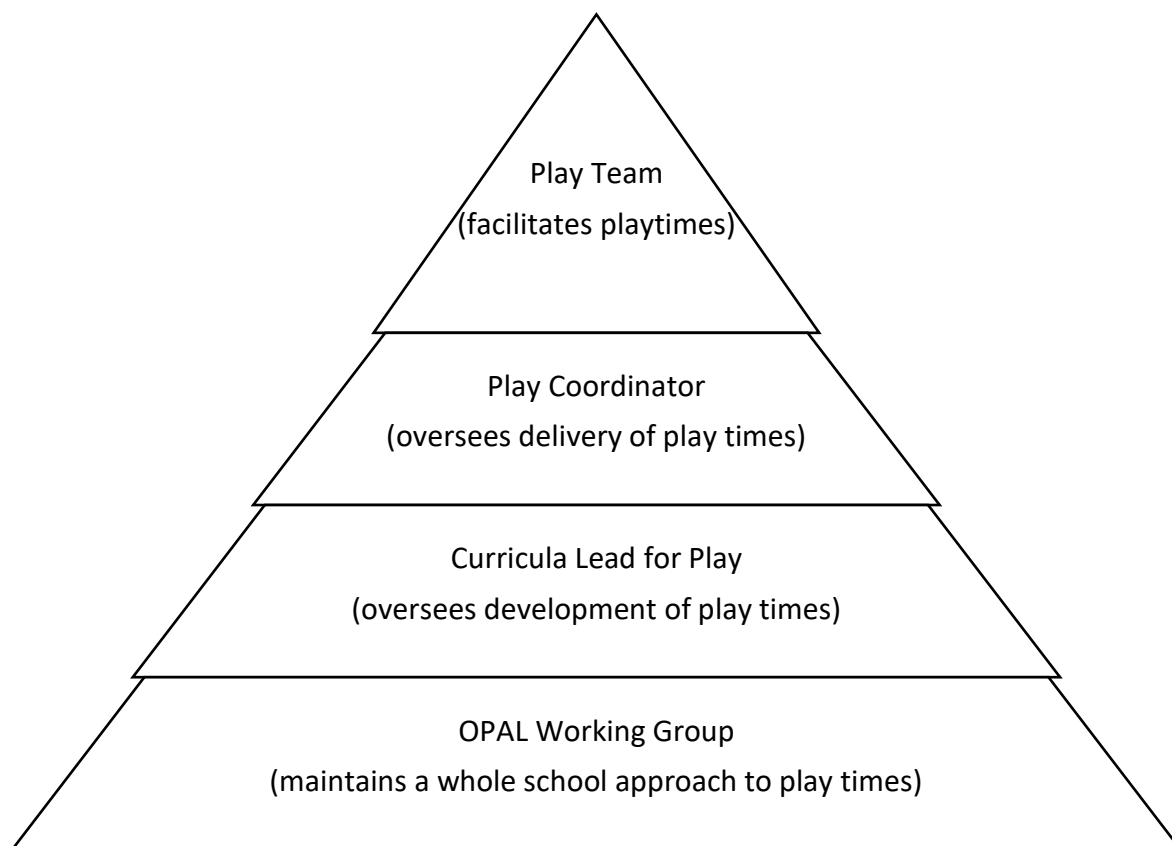 Play Team
(facilitates playtimes)
Play Coordinator
(oversees delivery of play times)
Curricula Lead for Play
(oversees development of play times)
OPAL Working Group
(maintains a whole school approach to play times)